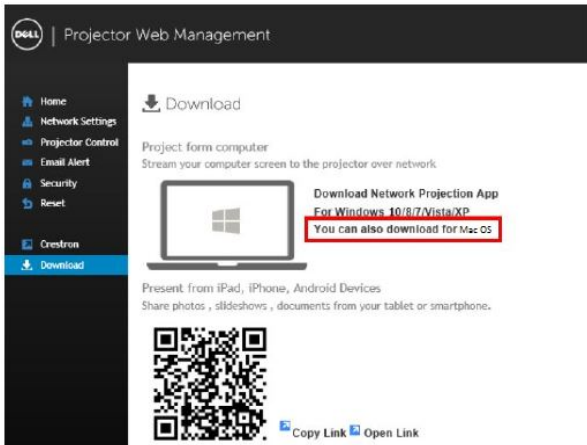 DELL | Projector Web Management
Home
Network Settings
Projector Control
Email Alert
Security
Reset
Crestron
Download
Download
Project form computer
Stream your computer screen to the projector over network
Download Network Projection App
For Windows 10/8/7/Vista/XP
You can also download for Mac OS
Present from iPad, iPhone, Android Devices
Share photos , slideshows , documents from your tablet or smartphone.
Copy Link Open Link